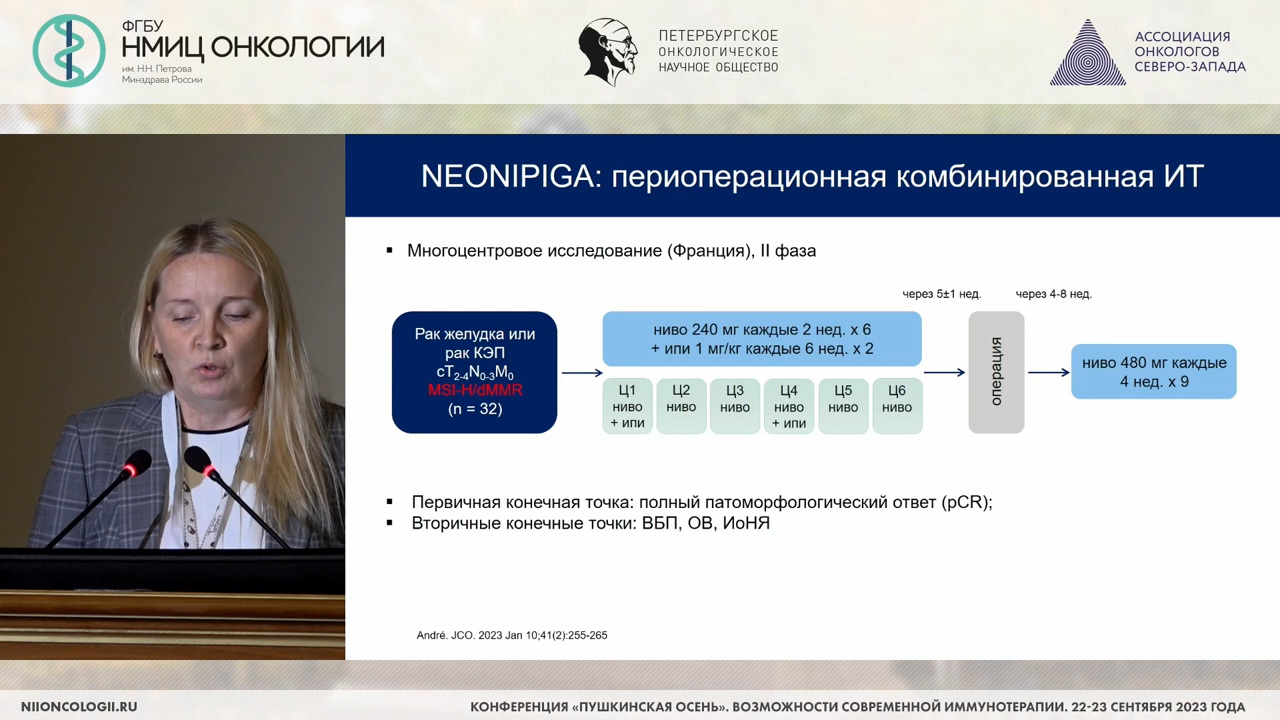 ФГБУ
НМИЦ ОНКОЛОГИИ
им. Н.Н. Петрова
Минздрава России
ПЕТЕРБУРГСКОЕ
ОНКОЛОГИЧЕСКОЕ
НАУЧНОЕ ОБЩЕСТВО
АССОЦИАЦИЯ
ОНКОЛОГОВ
СЕВЕРО-ЗАПАДА
NEONIPIGA: периоперационная комбинированная ИТ
▪ Многоцентровое исследование (Франция), II фаза
через 5±1 нед.
через 4-8 нед.
Рак желудка или
рак КЭП
cT2-4N0-3M0
MSI-H/dMMR
(n = 32)
ниво 240 мг каждые 2 нед. x 6
+ ипи 1 мг/кг каждые 6 нед. x 2
Ц1
ниво
+ ипи
Ц2
ниво
Ц3
ниво
Ц4
ниво
+ ипи
Ц5
ниво
Ц6
ниво
операция
ниво 480 мг каждые
4 нед. x 9
▪ Первичная конечная точка: полный патоморфологический ответ (pCR);
▪ Вторичные конечные точки: ВБП, ОВ, ИоНЯ
André. JCO. 2023 Jan 10;41(2):255-265
NIIONCOLOGII.RU
КОНФЕРЕНЦИЯ «ПУШКИНСКАЯ ОСЕНЬ». ВОЗМОЖНОСТИ СОВРЕМЕННОЙ ИММУНОТЕРАПИИ. 22-23 СЕНТЯБРЯ 2023 ГОДА